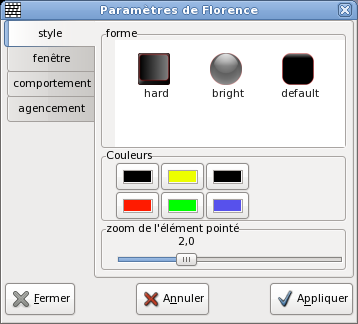 Paramètres de Florence
style
fenêtre
comportement
agencement
forme
hard bright default
Couleurs
zoom de l'élément pointé
2,0
Fermer Annuler Appliquer